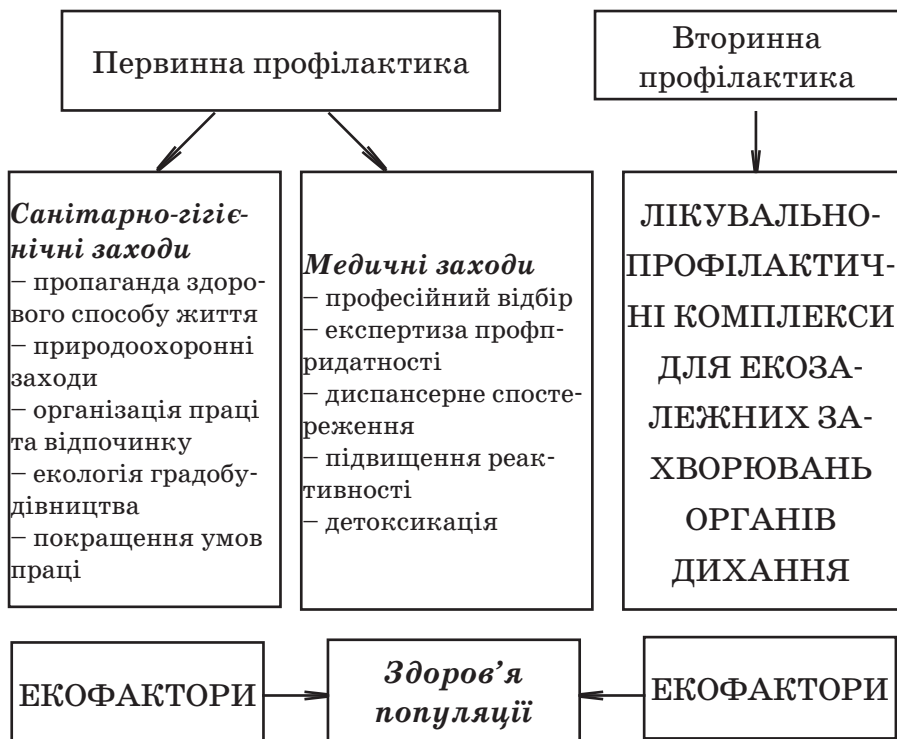 Первинна профілактика
Вторинна
профілактика
Санітарно-гігіє-
нічні заходи
– пропаганда здоро-
вого способу життя
– природоохоронні
заходи
– організація праці
та відпочинку
– екологія градобу-
дівництва
– покращення умов
праці
Медичні заходи
– професійний відбір
– експертиза профп-
ридатності
– диспансерне спосте-
реження
– підвищення реак-
тивності
– детоксикація
ЛІКУВАЛЬНО-
ПРОФІЛАКТИЧ-
НІ КОМПЛЕКСИ
ДЛЯ ЕКОЗА-
ЛЕЖНИХ ЗА-
ХВОРЮВАНЬ
ОРГАНІВ
ДИХАННЯ
ЕКОФАКТОРИ
Здоров’я
популяції
ЕКОФАКТОРИ